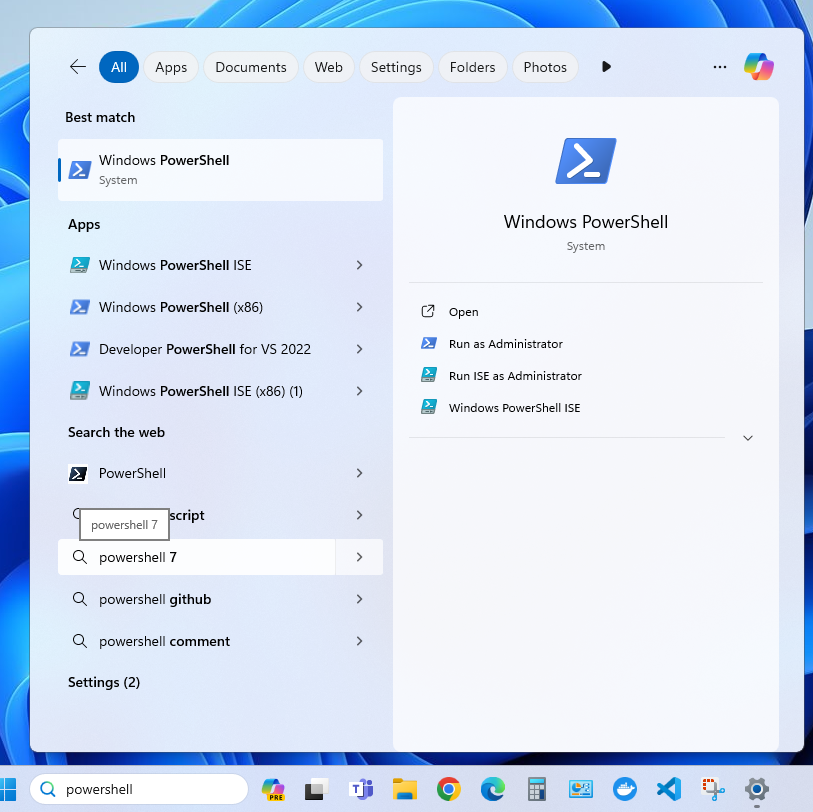 All Apps Documents Web Settings Folders Photos
Best match
Windows PowerShell
System
Apps
Windows PowerShell ISE
Windows PowerShell (x86)
Developer PowerShell for VS 2022
Windows PowerShell ISE (x86) (1)
Search the web
PowerShell
script
powershell 7
powershell 7
powershell github
powershell comment
Settings (2)
Windows PowerShell
System
Open
Run as Administrator
Run ISE as Administrator
Windows PowerShell ISE
powershell
PRE